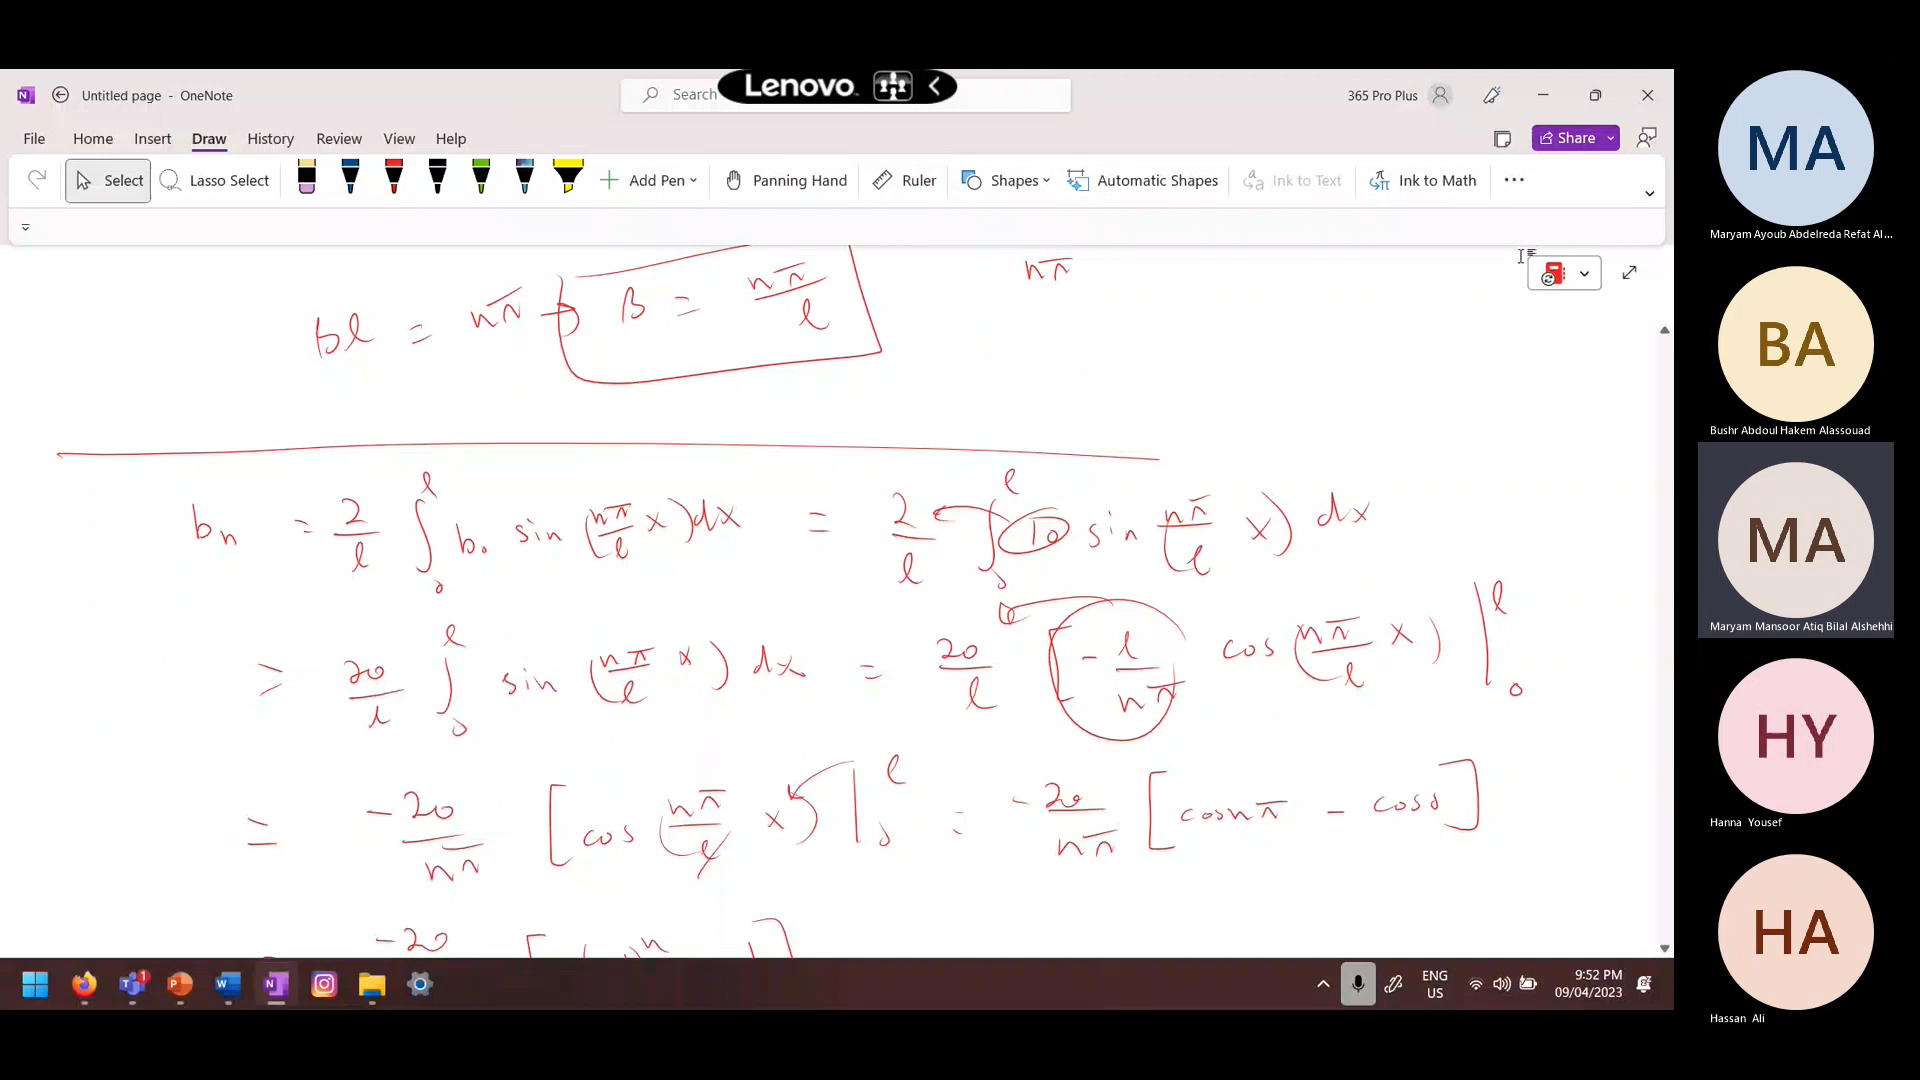 Lenovo
Untitled page - OneNote
Search
365 Pro Plus
File Home Insert Draw History Review View Help
Share
Select Lasso Select Add Pen Panning Hand Ruler Shapes Automatic Shapes Ink to Text Ink to Math
nπ
βl = nπ → β = nπ/l
bₙ = 2/l ∫₀ˡ b₀ sin(nπ/l x)dx = 2/l ∫₀ˡ 10 sin(nπ/l x) dx
= 20/l ∫₀ˡ sin(nπ/l x) dx = 20/l [-l/nπ cos(nπ/l x)|₀ˡ
= -20/nπ [cos(nπ/l x)|₀ˡ = -20/nπ [cos nπ - cos 0]
-20
MA
Maryam Ayoub Abdelreda Refat Al...
BA
Bushr Abdoul Hakem Alassouad
MA
Maryam Mansoor Atiq Bilal Alshehhi
HY
Hanna Yousef
HA
Hassan Ali
1
ENG
US
9:52 PM
09/04/2023